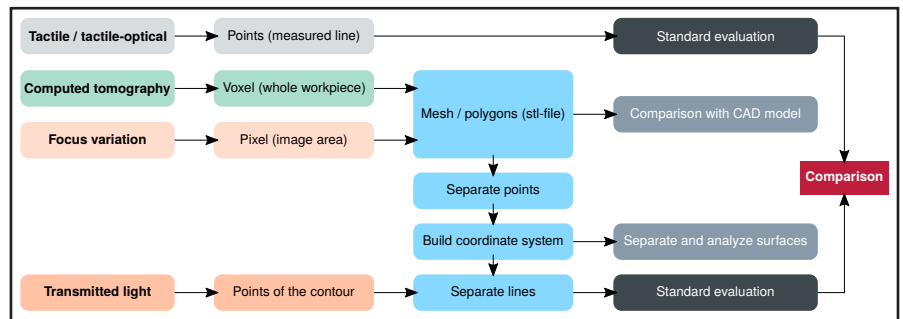 Tactile / tactile-optical
Points (measured line)
Standard evaluation
Computed tomography
Voxel (whole workpiece)
Mesh / polygons (stl-file)
Comparison with CAD model
Focus variation
Pixel (image area)
Comparison
Separate points
Build coordinate system
Separate and analyze surfaces
Transmitted light
Points of the contour
Separate lines
Standard evaluation